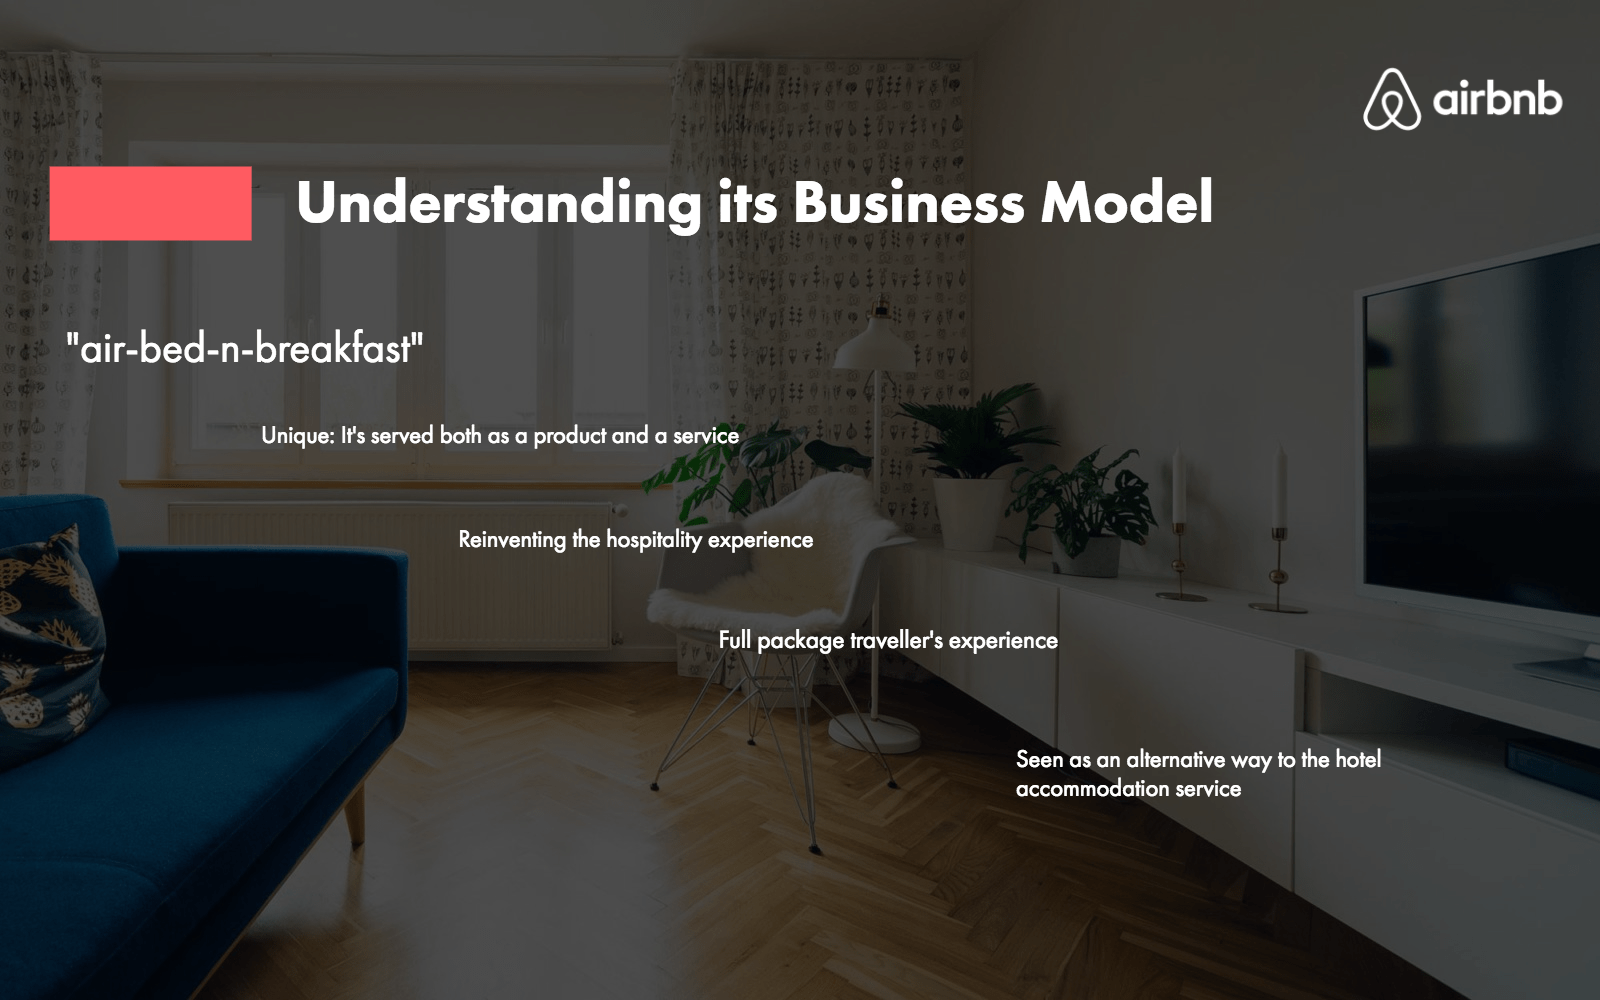 airbnb
Understanding its Business Model
"air-bed-n-breakfast"
Unique: It's served both as a product and a service
Reinventing the hospitality experience
Full package traveller's experience
Seen as an alternative way to the hotel
accommodation service